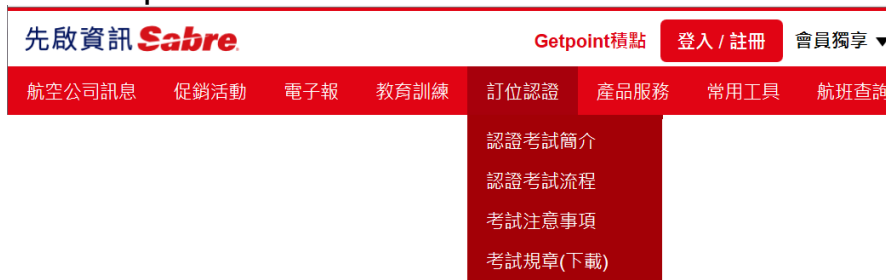 先啟資訊 Sabre. Getpoint積點 登入 / 註冊 會員獨享 ▼
航空公司訊息 促銷活動 電子報 教育訓練 訂位認證 產品服務 常用工具 航班查詢
認證考試簡介
認證考試流程
考試注意事項
考試規章(下載)